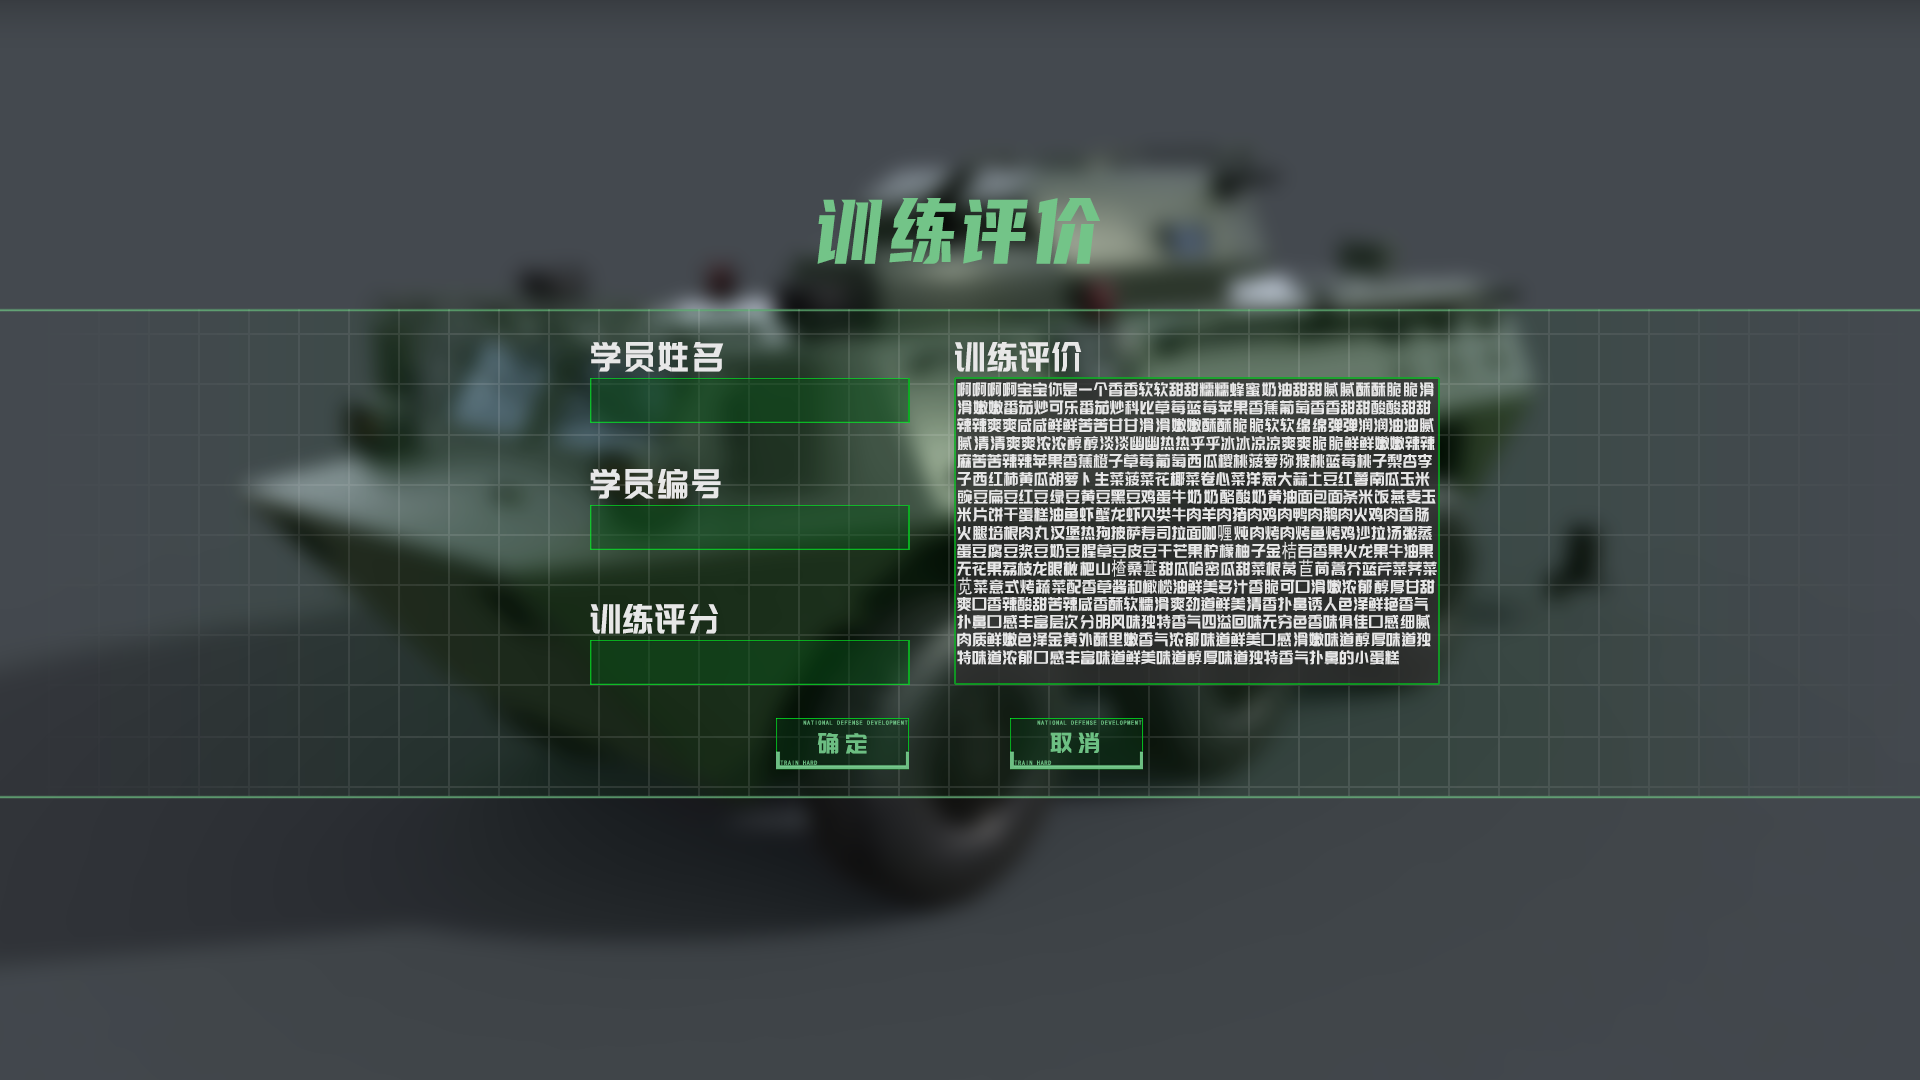 训练评价
学员姓名
学员编号
训练评分
训练评价
啊啊啊啊宝宝你是一个香香软软甜甜糯糯蜂蜜奶油甜甜腻腻酥酥脆脆滑
滑嫩嫩番茄炒可乐番茄炒科比草莓蓝莓苹果香蕉葡萄香香甜甜酸酸甜甜
辣辣爽爽咸咸鲜鲜苦苦甘甘滑滑嫩嫩酥酥脆脆软软绵绵弹弹润润油油腻
腻清清爽爽浓浓醇醇淡淡幽幽热热乎乎冰冰凉凉爽爽脆脆鲜鲜嫩嫩辣辣
麻苦苦辣辣苹果香蕉橙子草莓葡萄西瓜樱桃菠萝猕猴桃蓝莓桃子梨杏李
子西红柿黄瓜胡萝卜生菜菠菜花椰菜卷心菜洋葱大蒜土豆红薯南瓜玉米
豌豆扁豆红豆绿豆黄豆黑豆鸡蛋牛奶奶酪酸奶黄油面包面条米饭燕麦玉
米片饼干蛋糕油鱼虾蟹龙虾贝类牛肉羊肉猪肉鸡肉鸭肉鹅肉火鸡肉香肠
火腿培根肉丸汉堡热狗披萨寿司拉面咖喱炖肉烤肉烤鱼烤鸡沙拉汤粥蒸
蛋豆腐豆浆豆奶豆腥草豆皮豆干芒果柠檬柚子金桔百香果火龙果牛油果
无花果荔枝龙眼枇杷山楂桑葚甜瓜哈密瓜甜菜根莴苣茼蒿芥蓝芹菜荠菜
苋菜意式烤蔬菜配香草酱和橄榄油鲜美多汁香脆可口滑嫩浓郁醇厚甘甜
爽口香辣酸甜苦辣咸香酥软糯滑爽劲道鲜美清香扑鼻诱人色泽鲜艳香气
扑鼻口感丰富层次分明风味独特香气四溢回味无穷色香味俱佳口感细腻
肉质鲜嫩色泽金黄外酥里嫩香气浓郁味道鲜美口感滑嫩味道醇厚味道独
特味道浓郁口感丰富味道鲜美味道醇厚味道独特香气扑鼻的小蛋糕
NATIONAL DEFENSE DEVELOPMENT
确定
TRAIN HARD
NATIONAL DEFENSE DEVELOPMENT
取消
TRAIN HARD